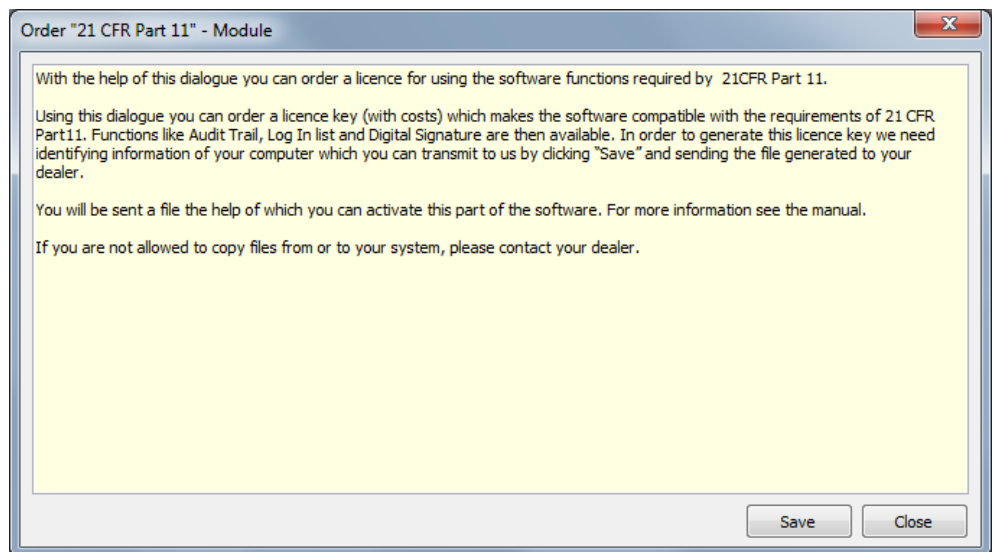 Order "21 CFR Part 11" - Module
With the help of this dialogue you can order a licence for using the software functions required by 21CFR Part 11.
Using this dialogue you can order a licence key (with costs) which makes the software compatible with the requirements of 21 CFR
Part11. Functions like Audit Trail, Log In list and Digital Signature are then available. In order to generate this licence key we need
identifying information of your computer which you can transmit to us by clicking “Save” and sending the file generated to your
dealer.
You will be sent a file the help of which you can activate this part of the software. For more information see the manual.
If you are not allowed to copy files from or to your system, please contact your dealer.
Save Close